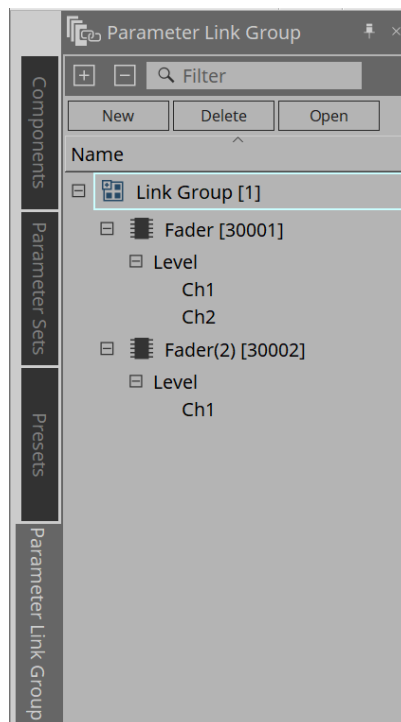 Parameter Link Group
Filter
New Delete Open
Name
Link Group [1]
Fader [30001]
Level
Ch1
Ch2
Fader(2) [30002]
Level
Ch1
Components
Parameter Sets
Presets
Parameter Link Group